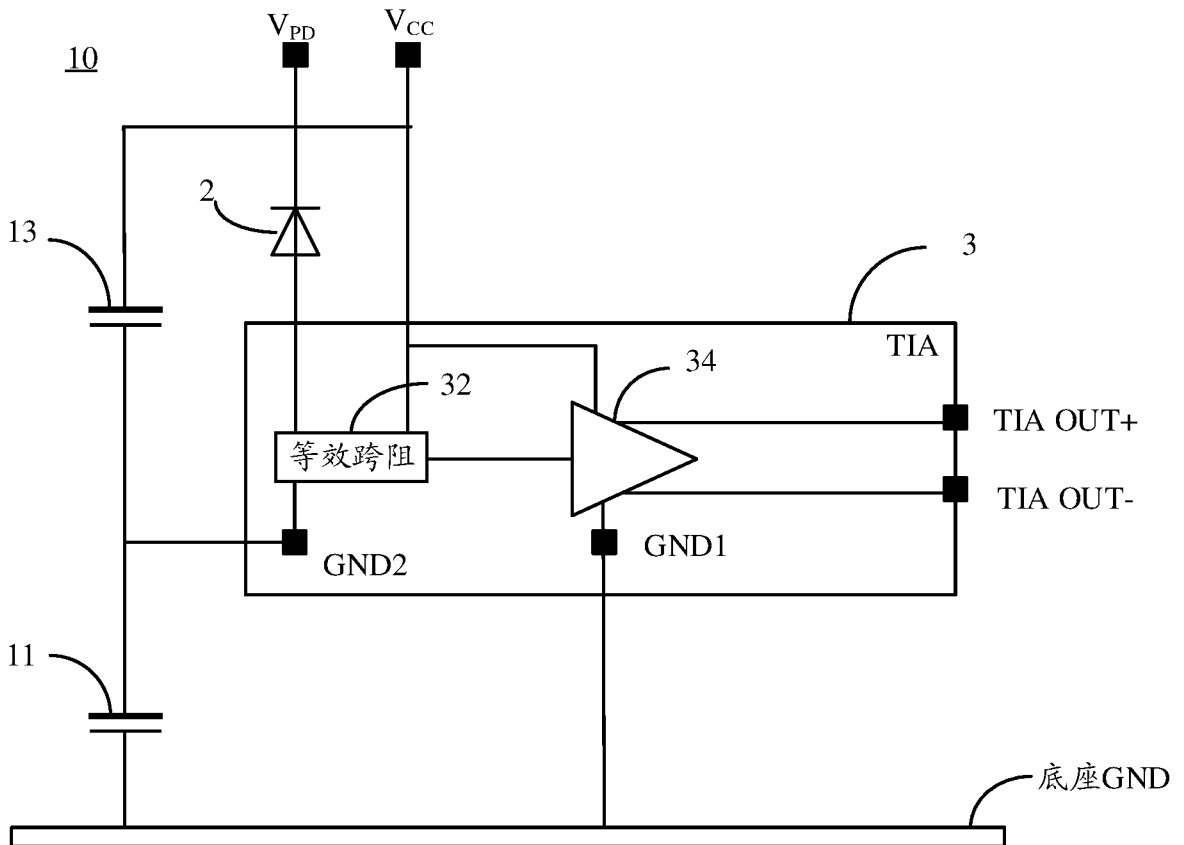 10
V_PD
V_CC
2
13
3
TIA
32
34
等效跨阻
TIA OUT+
TIA OUT-
GND2
GND1
11
底座GND